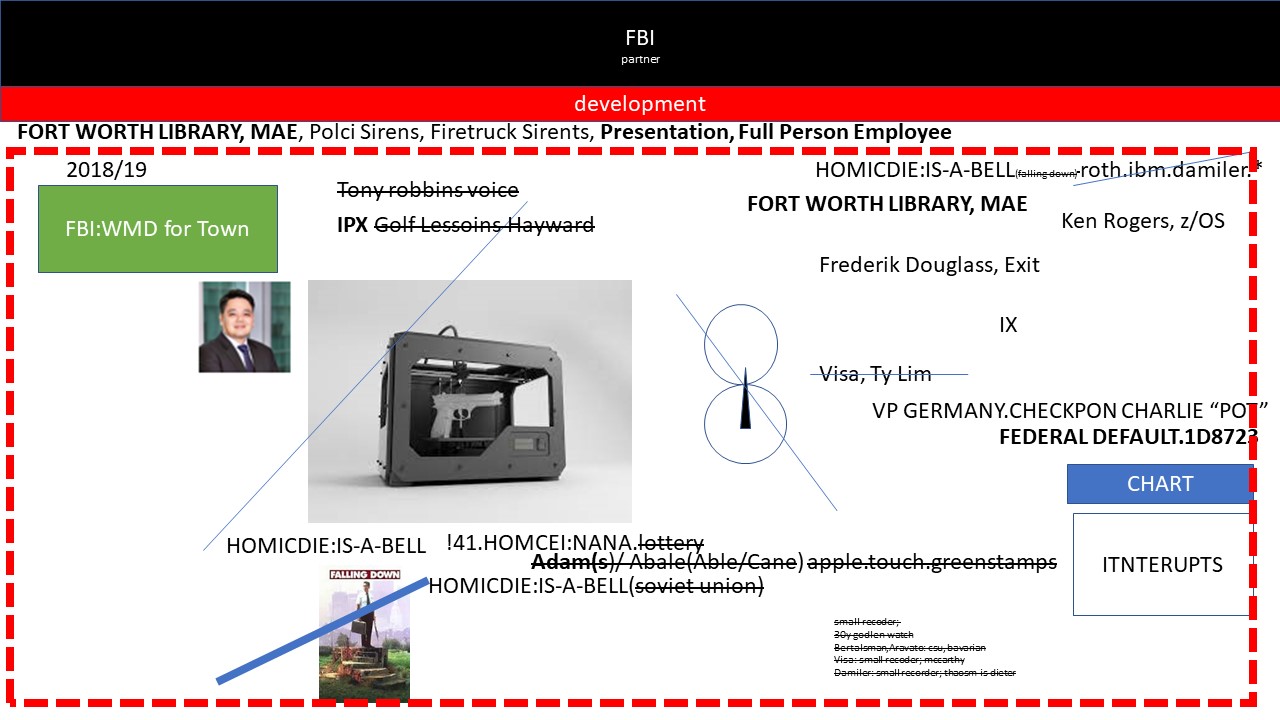 FBI
partner
development
FORT WORTH LIBRARY, MAE, Polci Sirens, Firetruck Sirents, Presentation, Full Person Employee
2018/19
FBI:WMD for Town
Tony robbins voice
IPX Golf Lessoins Hayward
HOMICDIE:IS-A-BELL(falling down)-roth.ibm.damiler.*
FORT WORTH LIBRARY, MAE
Ken Rogers, z/OS
Frederik Douglass, Exit
IX
Visa, Ty Lim
VP GERMANY.CHECKPON CHARLIE “POT”
FEDERAL DEFAULT.1D8723
CHART
ITNTERUPTS
HOMICDIE:IS-A-BELL
!41.HOMCEI:NANA.lottery
Adam(s)/ Abale(Able/Cane) apple.touch.greenstamps
HOMICDIE:IS-A-BELL(soviet union)
FALLING DOWN
small recoder;
30y godlen watch
Bertalsman,Aravato: csu, bavarian
Visa: small recoder; mccarthy
Damiler: small recorder; thaosm is dieter